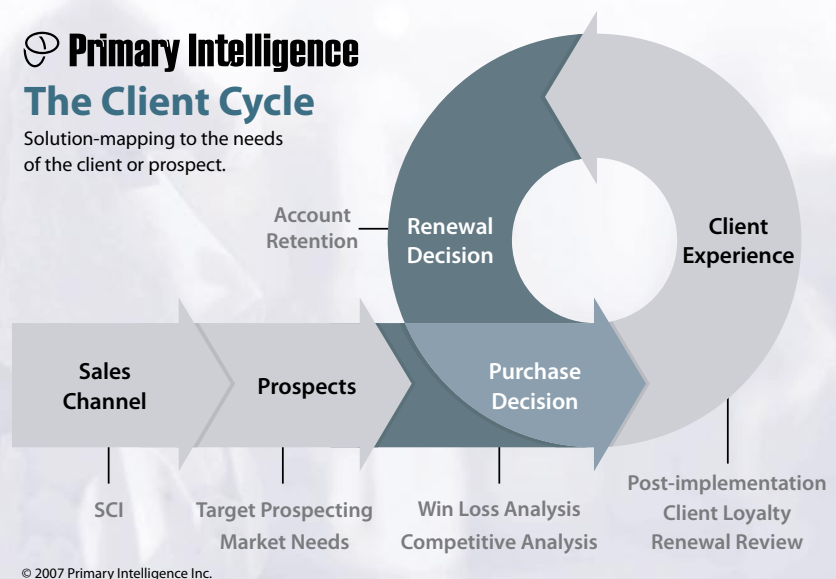 Primary Intelligence
The Client Cycle
Solution-mapping to the needs
of the client or prospect.
Account
Retention
Renewal
Decision
Client
Experience
Sales
Channel
Prospects
Purchase
Decision
SCI
Target Prospecting
Market Needs
Win Loss Analysis
Competitive Analysis
Post-implementation
Client Loyalty
Renewal Review
© 2007 Primary Intelligence Inc.